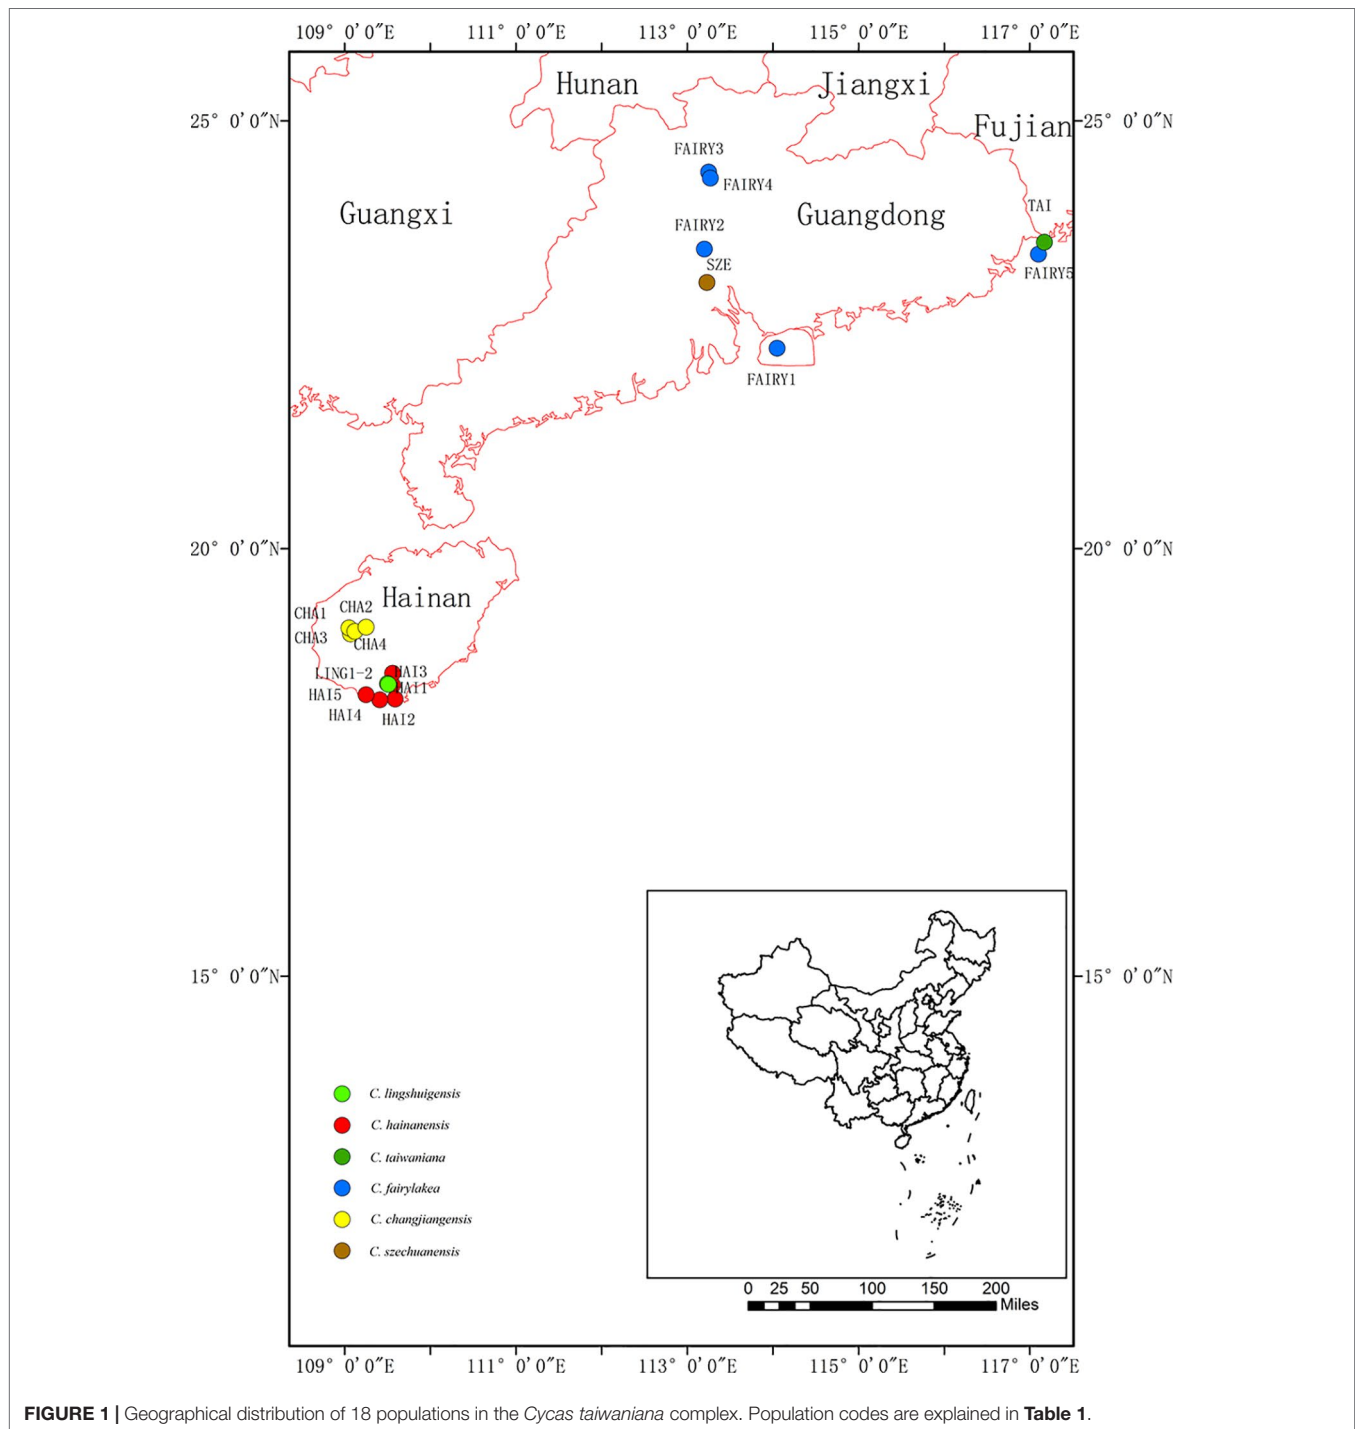 109° 0′0″E 111° 0′0″E 113° 0′0″E 115° 0′0″E 117° 0′0″E
Hunan
Jiangxi
25° 0′0″N
Fujian
25° 0′0″N
FAIRY3
FAIRY4
Guangxi
Guangdong
TAI
FAIRY2
SZE
FAIRY5
FAIRY1
20° 0′0″N
20° 0′0″N
Hainan
CHA1
CHA2
CHA3
CHA4
LING1-2
HAI3
HAI1
HAI5
HAI4
HAI2
15° 0′0″N
15° 0′0″N
C. lingshuigensis
C. hainanensis
C. taiwaniana
C. fairylakea
C. changjiangensis
C. szechuanensis
0 25 50 100 150 200
Miles
109° 0′0″E 111° 0′0″E 113° 0′0″E 115° 0′0″E 117° 0′0″E
FIGURE 1 | Geographical distribution of 18 populations in the Cycas taiwaniana complex. Population codes are explained in Table 1.